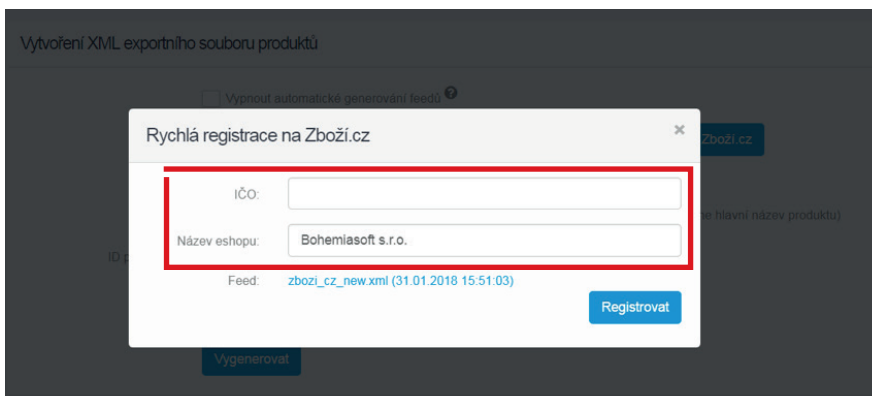 Vytvoření XML exportního souboru produktů
Vypnout automatické generování feedů ?
Rychlá registrace na Zboží.cz ×
Zboží.cz
IČO:
hlavní název produktu)
Název eshopu: Bohemiasoft s.r.o.
ID
Feed: zbozi_cz_new.xml (31.01.2018 15:51:03)
Registrovat
Vygenerovat